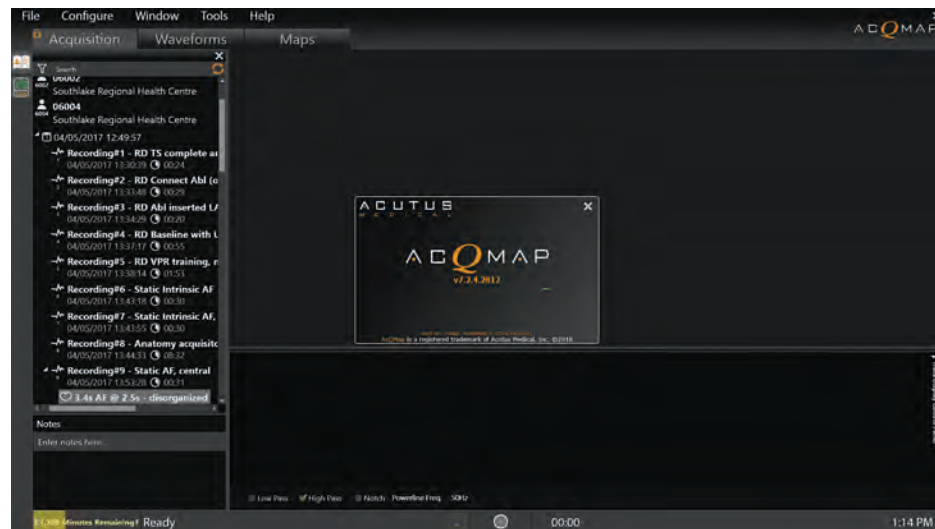 File Configure Window Tools Help
ACQMAP
Acquisition Waveforms Maps
Search
06002
6002
Southlake Regional Health Centre
06004
6004
Southlake Regional Health Centre
04/05/2017 12:49:57
Recording#1 - RD TS complete ar
04/05/2017 13:30:39 00:24
Recording#2 - RD Connect Abl (o
04/05/2017 13:33:48 00:29
Recording#3 - RD Abl inserted LA
04/05/2017 13:34:29 00:20
Recording#4 - RD Baseline with L
04/05/2017 13:37:17 00:55
Recording#5 - RD VPR training, r
04/05/2017 13:38:14 01:53
Recording#6 - Static Intrinsic AF
04/05/2017 13:43:18 00:30
Recording#7 - Static Intrinsic AF,
04/05/2017 13:43:55 00:30
Recording#8 - Anatomy acquisitc
04/05/2017 13:44:33 08:32
Recording#9 - Static AF, central
04/05/2017 13:53:28 00:31
3.4s AF @ 2.5s - disorganized
ACUTUS
MEDICAL
ACQMAP
v7.2.4.2812
AcQMap is a registered trademark of Acutus Medical, Inc. ©2018
Notes
Enter notes here...
Low Pass High Pass Notch Powerline Freq. 50Hz
Minutes Remaining! Ready 00:00 1:14 PM